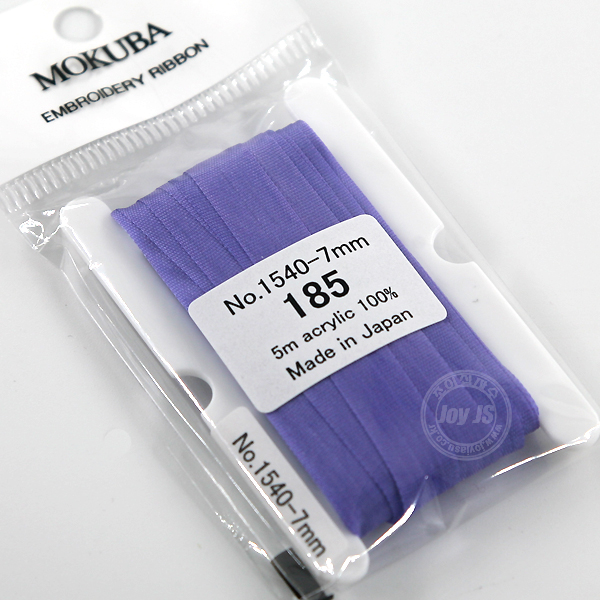 MOKUBA
EMBROIDERY RIBBON
No.1540-7mm
185
5m acrylic 100%
Made in Japan
No.1540-7mm
Joy JS